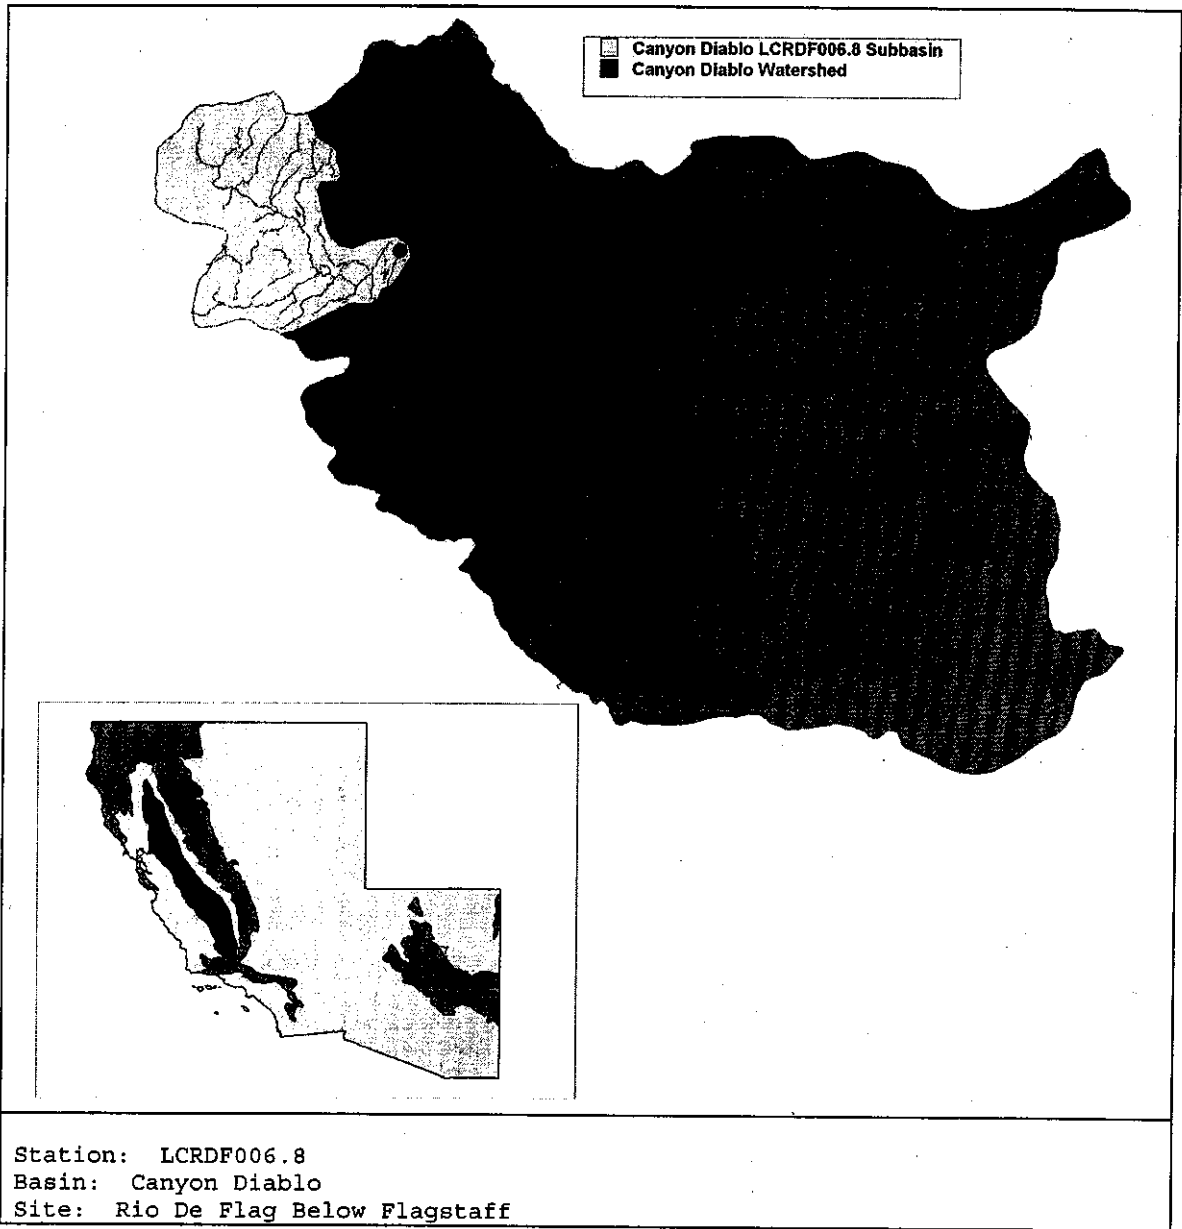 Canyon Diablo LCRDF006.8 Subbasin
Canyon Diablo Watershed
Station: LCRDF006.8
Basin: Canyon Diablo
Site: Rio De Flag Below Flagstaff